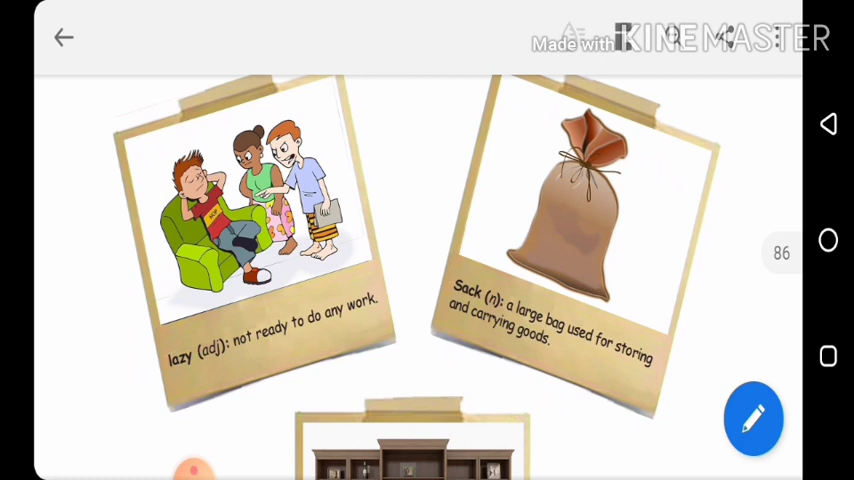 Made with KINEMASTER
lazy (adj): not ready to do any work.
Sack (n): a large bag used for storing
and carrying goods.
86